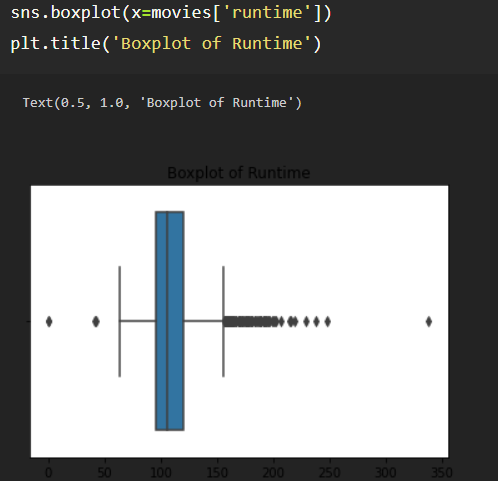 sns.boxplot(x=movies['runtime'])
plt.title('Boxplot of Runtime')
Text(0.5, 1.0, 'Boxplot of Runtime')
Boxplot of Runtime
0 50 100 150 200 250 300 350